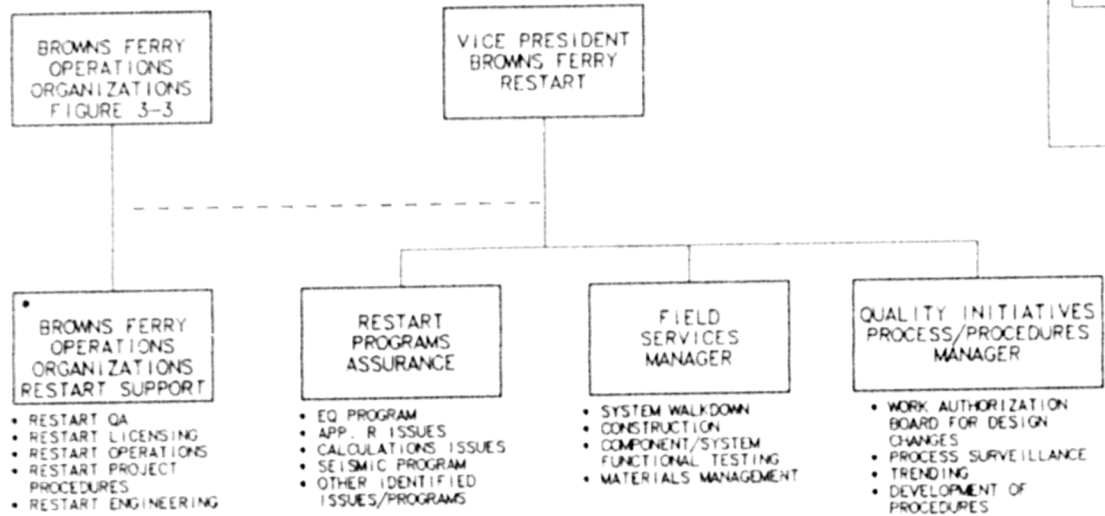 BROWNS FERRY
OPERATIONS
ORGANIZATIONS
FIGURE 3-3
VICE PRESIDENT
BROWNS FERRY
RESTART
•
BROWNS FERRY
OPERATIONS
ORGANIZATIONS
RESTART SUPPORT
• RESTART QA
• RESTART LICENSING
• RESTART OPERATIONS
• RESTART PROJECT
PROCEDURES
• RESTART ENGINEERING
RESTART
PROGRAMS
ASSURANCE
• EQ PROGRAM
• APP. R ISSUES
• CALCULATIONS ISSUES
• SEISMIC PROGRAM
• OTHER IDENTIFIED
ISSUES/PROGRAMS
FIELD
SERVICES
MANAGER
• SYSTEM WALKDOWN
• CONSTRUCTION
• COMPONENT/SYSTEM
FUNCTIONAL TESTING
• MATERIALS MANAGEMENT
QUALITY INITIATIVES
PROCESS/PROCEDURES
MANAGER
• WORK AUTHORIZATION
BOARD FOR DESIGN
CHANGES
• PROCESS SURVEILLANCE
• TRENDING
• DEVELOPMENT OF
PROCEDURES